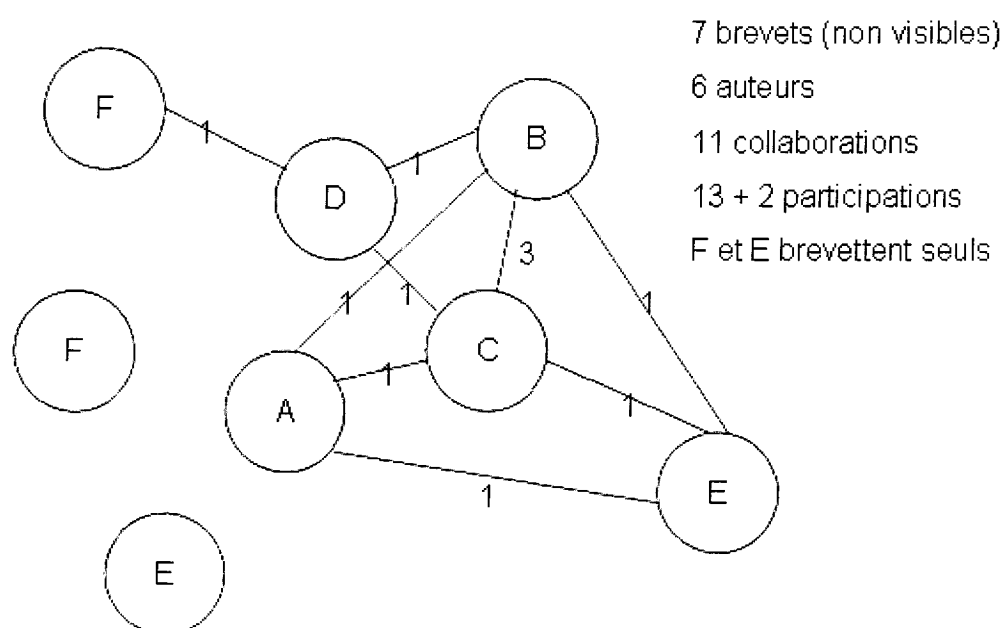 7 brevets (non visibles)
6 auteurs
11 collaborations
13 + 2 participations
F et E brevettent seuls
F
1
D
1
B
3
1
1
1
F
C
1
A
1
1
E
E